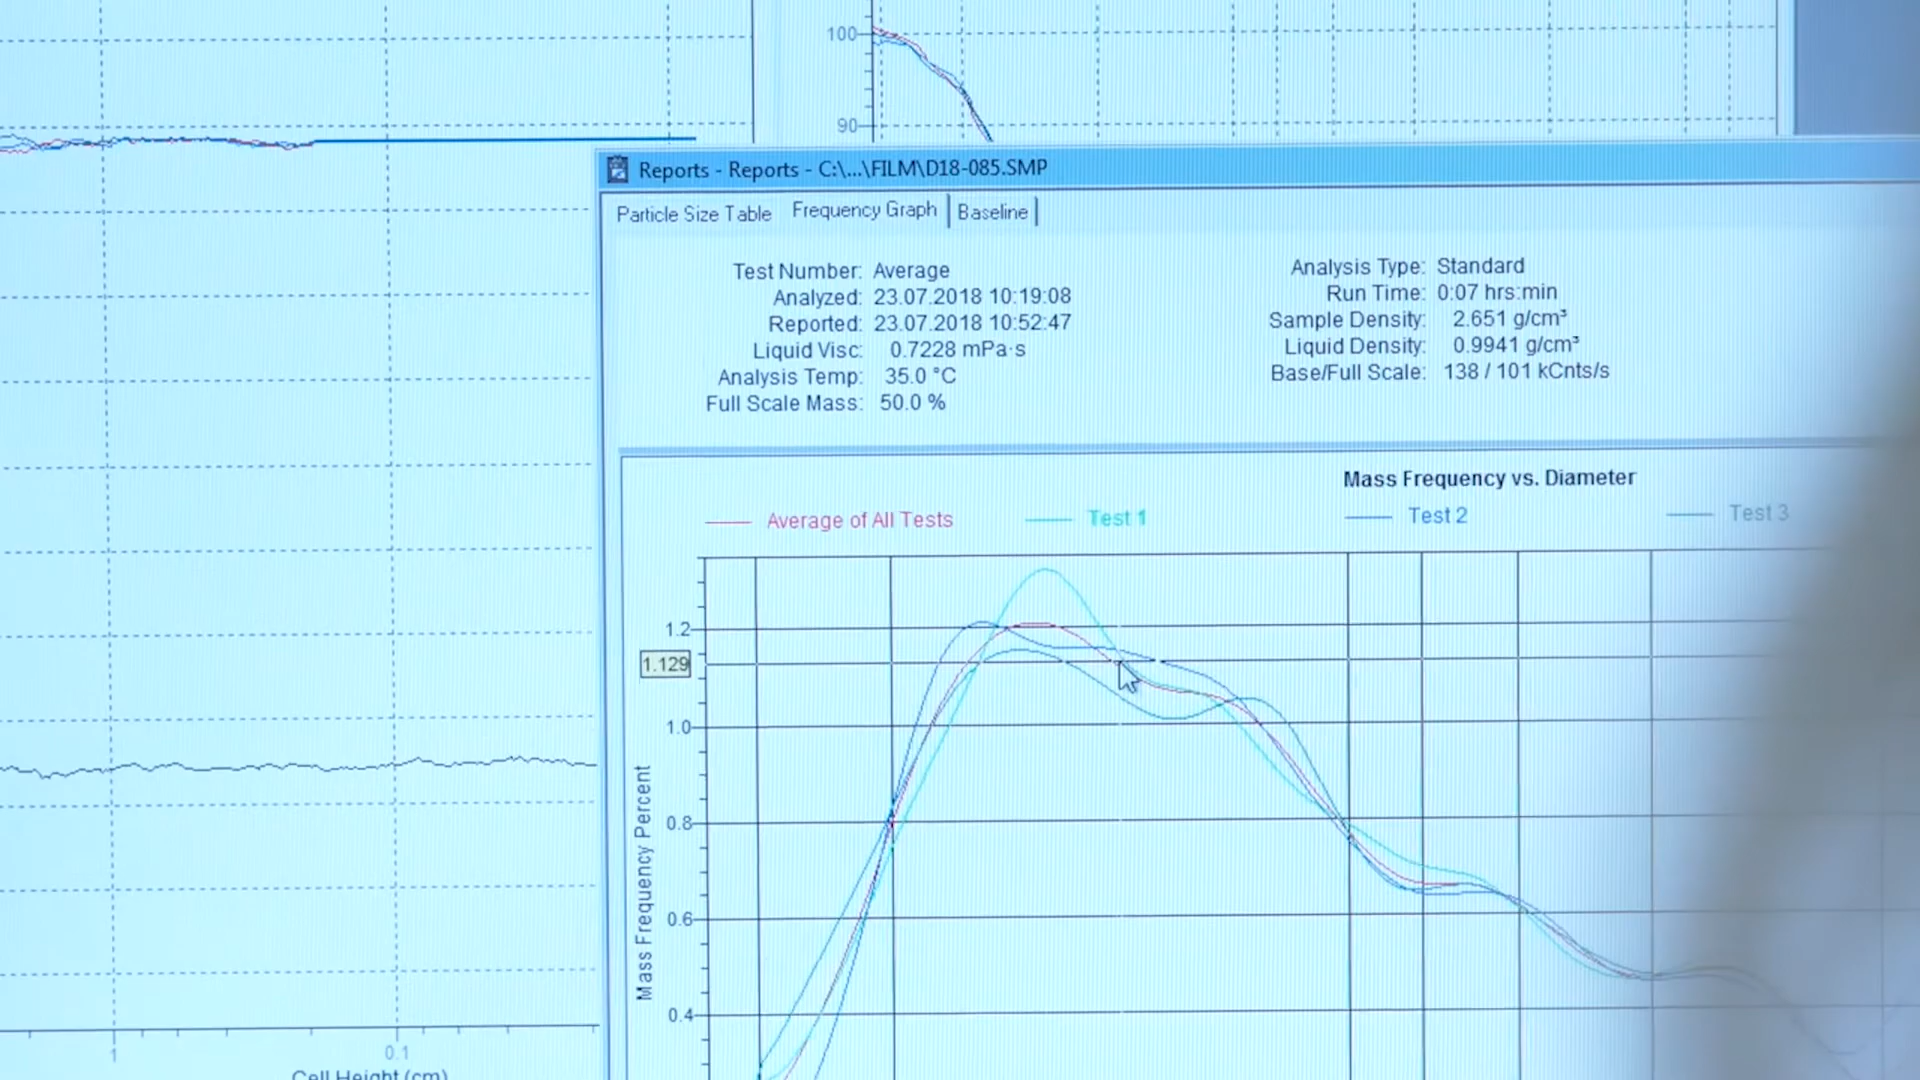 100
90
Reports - Reports - C:\...\FILM\D18-085.SMP
Particle Size Table
Frequency Graph
Baseline
Test Number: Average
Analyzed: 23.07.2018 10:19:08
Reported: 23.07.2018 10:52:47
Liquid Visc: 0.7228 mPa·s
Analysis Temp: 35.0 °C
Full Scale Mass: 50.0 %
Analysis Type: Standard
Run Time: 0:07 hrs:min
Sample Density: 2.651 g/cm³
Liquid Density: 0.9941 g/cm³
Base/Full Scale: 138 / 101 kCnts/s
Mass Frequency vs. Diameter
Average of All Tests
Test 1
Test 2
Test 3
1.2
1.129
1.0
0.8
0.6
0.4
Mass Frequency Percent
1
0.1
Cell Height (cm)